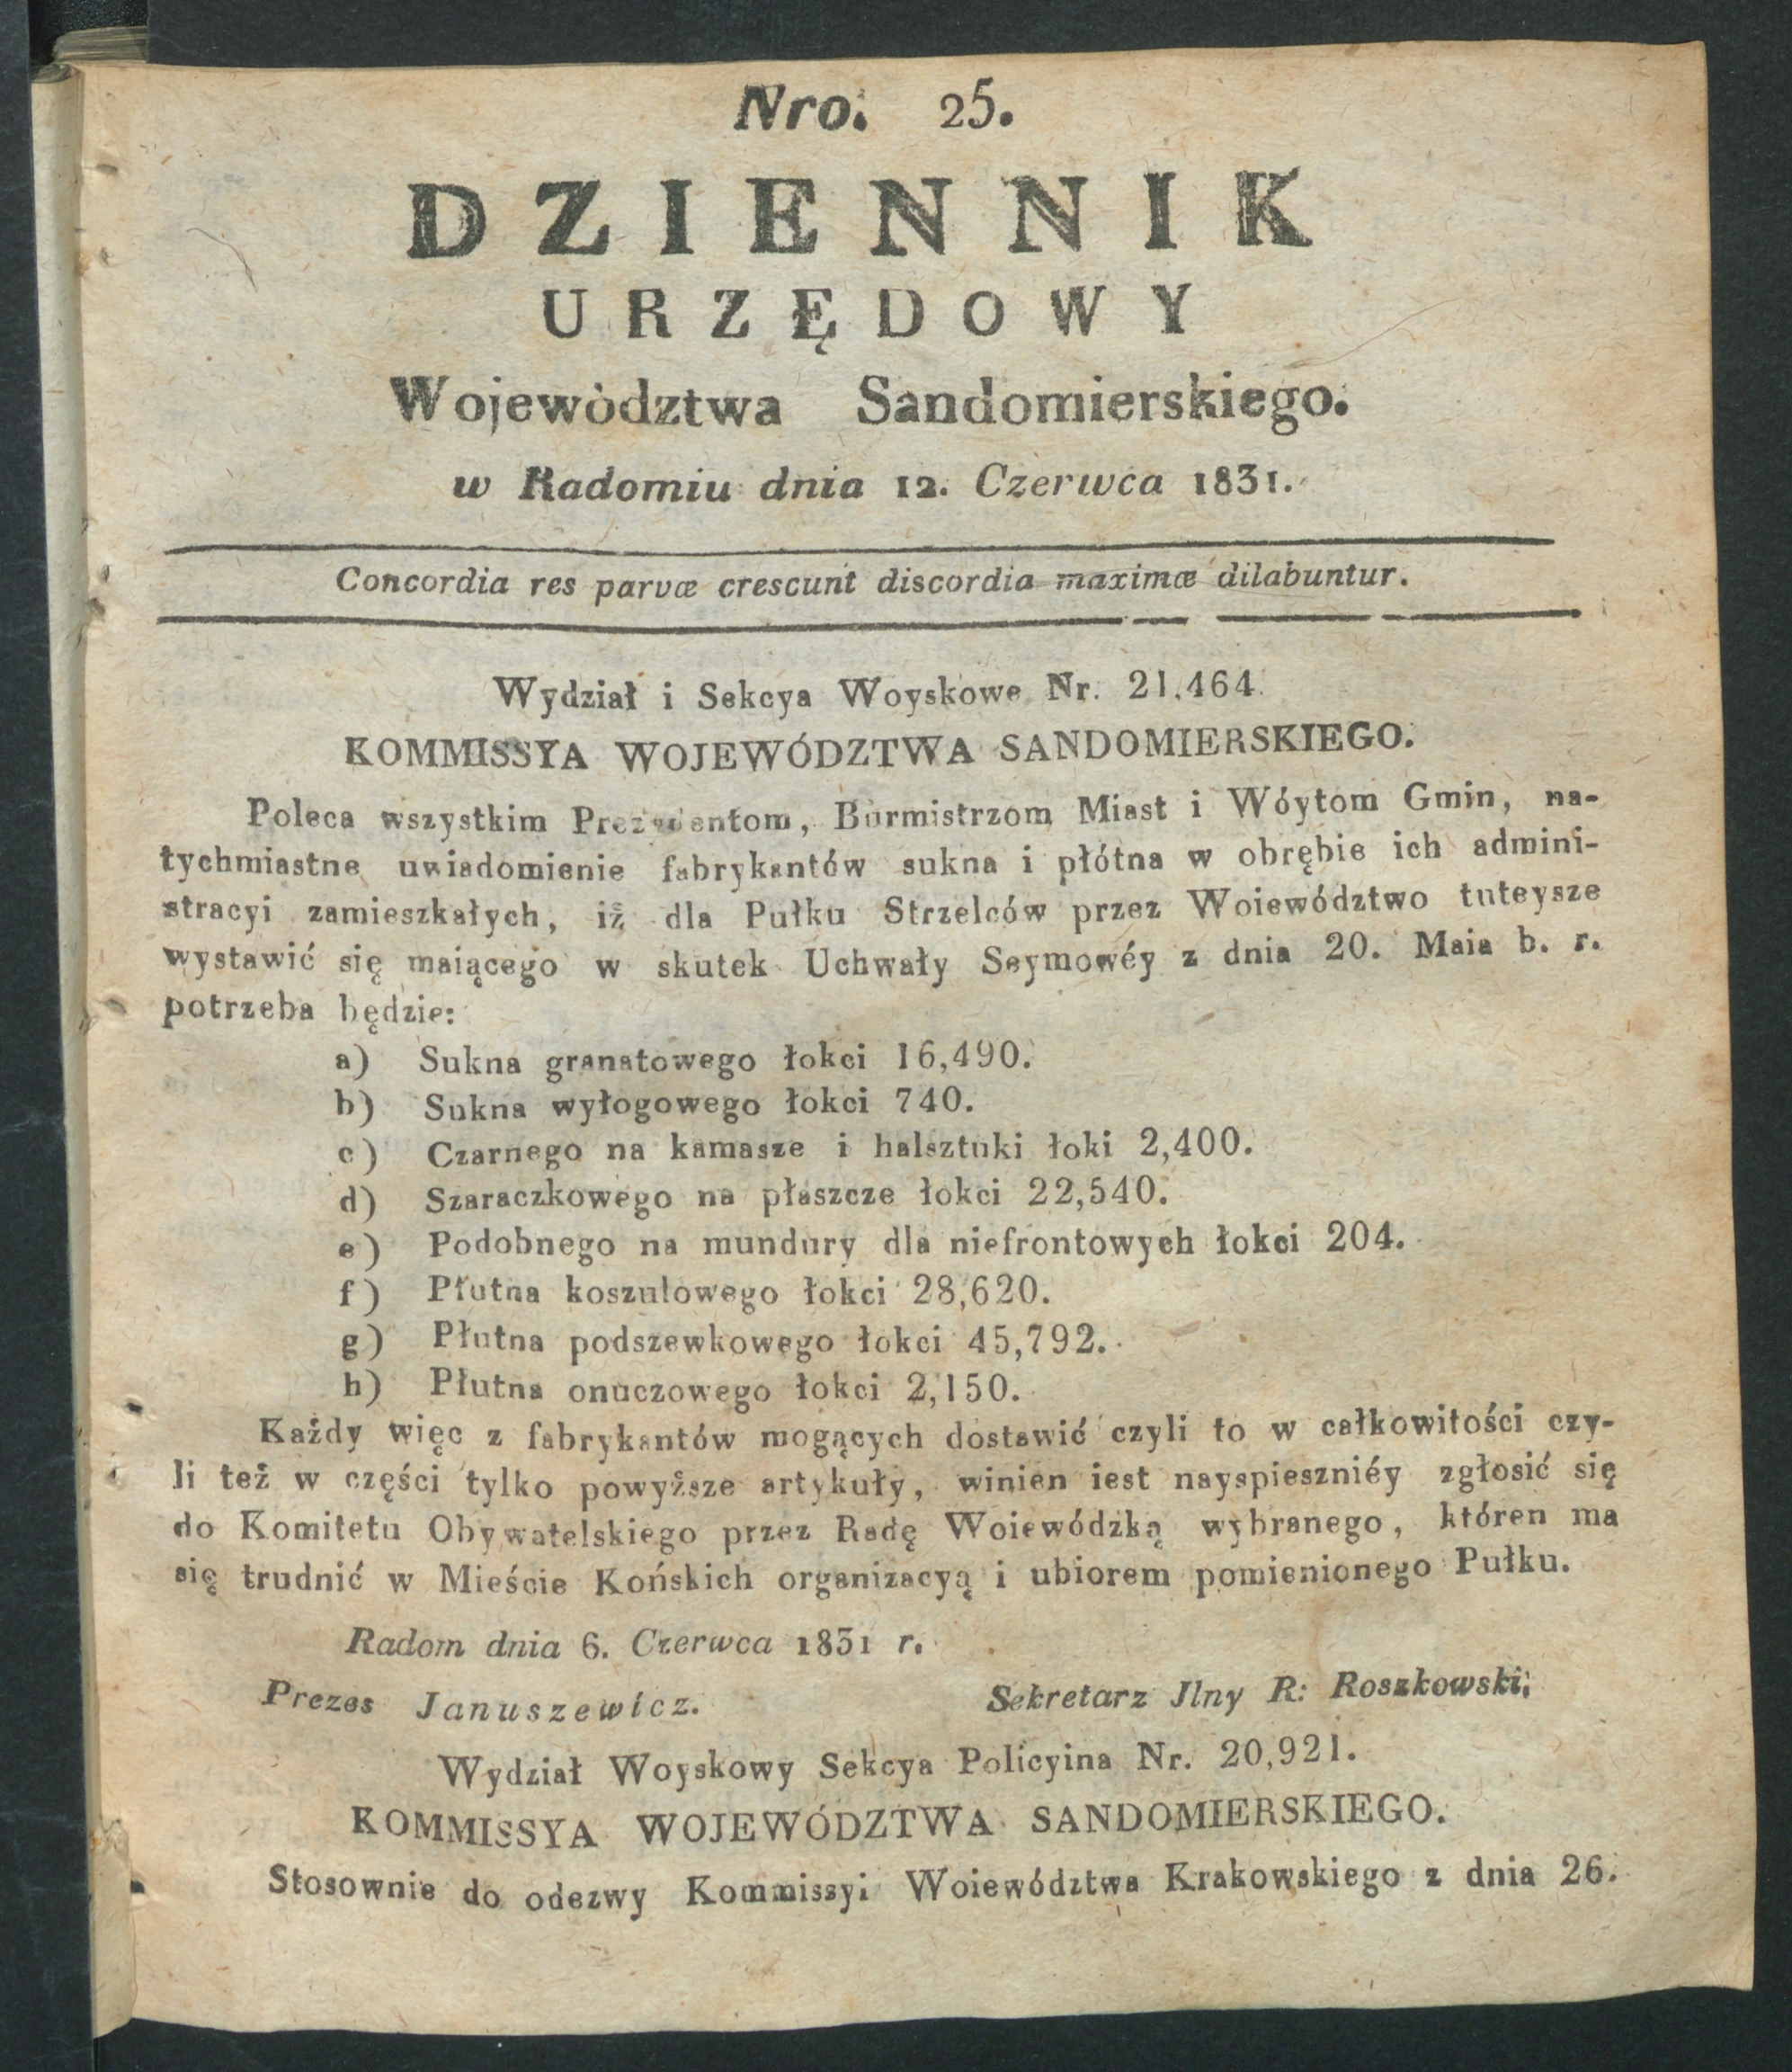 Nro. 25.
DZIENNIK
URZĘDOWY
Wojewòdztwa Sandomierskiego.
w Radomiu dnia 12. Czerwca 1831.
Concordia res parvæ crescunt discordia maximæ dilabuntur.
Wydział i Sekcya Woyskowe Nr. 21,464.
KOMMISSYA WOJEWÓDZTWA SANDOMIERSKIEGO.
Poleca wszystkim Prezydentom, Burmistrzom Miast i Wóytom Gmin, na-
tychmiastne uwiadomienie fabrykantów sukna i płótna w obrębie ich admini-
stracyi zamieszkałych, iż dla Pułku Strzelców przez Woiewództwo tuteysze
wystawić się maiącego w skutek Uchwały Seymowéy z dnia 20. Maia b. r.
potrzeba będzie:
a) Sukna granatowego łokci 16,490.
b) Sukna wyłogowego łokci 740.
c) Czarnego na kamasze i halsztuki łoki 2,400.
d) Szaraczkowego na płaszcze łokci 22,540.
e) Podobnego na mundury dla niefrontowych łokci 204.
f) Płutna koszulowego łokci 28,620.
g) Płutna podszewkowego łokci 45,792.
h) Płutna onuczowego łokci 2,150.
Każdy więc z fabrykantów mogących dostawić czyli to w całkowitości czy-
li też w części tylko powyższe artykuły, winien iest nayspieszniéy zgłosić się
do Komitetu Obywatelskiego przez Radę Woiewódzką wybranego, któren ma
się trudnić w Mieście Końskich organizacyą i ubiorem pomienionego Pułku.
Radom dnia 6. Czerwca 1831 r.
Prezes Januszewicz. Sekretarz Jlny R: Roszkowski.
Wydział Woyskowy Sekcya Policyina Nr. 20,921.
KOMMISSYA WOJEWÓDZTWA SANDOMIERSKIEGO.
Stosownie do odezwy Kommissyi Woiewództwa Krakowskiego z dnia 26.